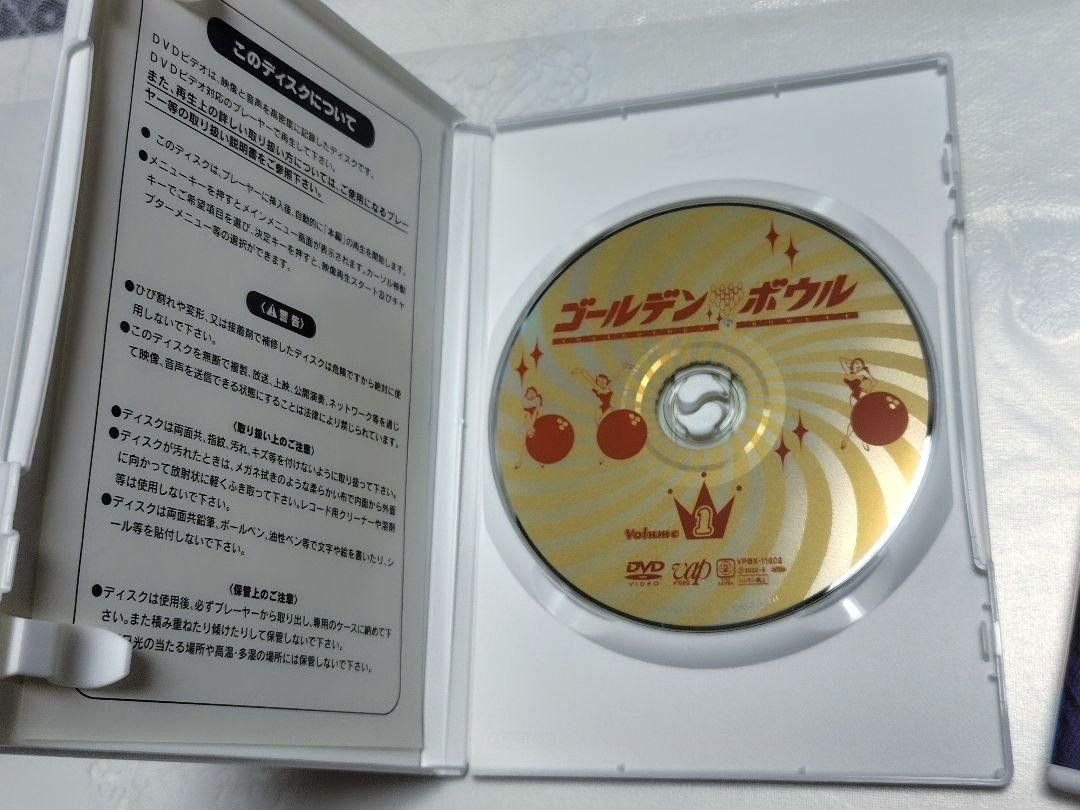 このディスクについて
DVDビデオは、映像と音声を高密度に記録したディスクです。
DVDビデオ対応のプレーヤーで再生して下さい。
また、再生上の詳しい取り扱い方については、ご使用になるプレー
ヤー等の取り扱い説明書をご参照下さい。
●このディスクは、プレーヤーに挿入後、自動的に「本編」の再生を開始します。
●メニューキーを押すとメインメニュー画面が表示されます。カーソル移動
キーでご希望項目を選び、決定キーを押すと、映像再生スタート及びチャ
プターメニュー等の選択ができます。
〈⚠警告〉
●ひび割れや変形、又は接着剤で補修したディスクは危険ですから絶対に使
用しないで下さい。
●このディスクを無断で複製、放送、上映、公開演奏、ネットワーク等を通じ
て映像、音声を送信できる状態にすることは法律により禁じられています。
〈取り扱い上のご注意〉
●ディスクは両面共、指紋、汚れ、キズ等を付けないように取り扱って下さい。
●ディスクが汚れたときは、メガネ拭きのような柔らかい布で内面から外面
に向かって放射状に軽くふき取って下さい。レコード用クリーナーや溶剤
等は使用しないで下さい。
●ディスクは両面共鉛筆、ボールペン、油性ペン等で文字や絵を書いたり、シ
ール等を貼付しないで下さい。
〈保管上のご注意〉
●ディスクは使用後、必ずプレーヤーから取り出し、専用のケースに納めて下
さい。また積み重ねたり傾けたりして保管しないで下さい。
光の当たる場所や高温・多湿の場所には保管しないで下さい。
ゴールデンボウル
Volume 1
DVD VIDEO
vap
VIDEO
2
VPBX-11602